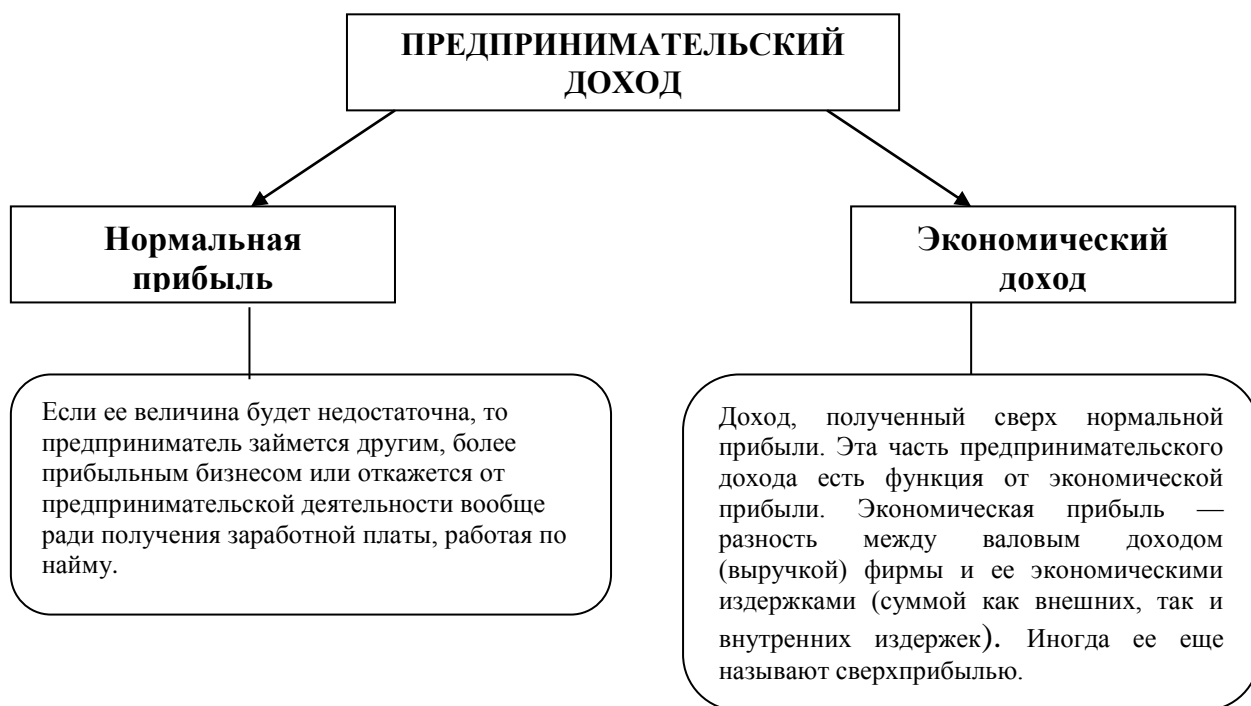 ПРЕДПРИНИМАТЕЛЬСКИЙ
ДОХОД
Нормальная
прибыль
Экономический
доход
Если ее величина будет недостаточна, то
предприниматель займется другим, более
прибыльным бизнесом или откажется от
предпринимательской деятельности вообще
ради получения заработной платы, работая по
найму.
Доход, полученный сверх нормальной
прибыли. Эта часть предпринимательского
дохода есть функция от экономической
прибыли. Экономическая прибыль —
разность между валовым доходом
(выручкой) фирмы и ее экономическими
издержками (суммой как внешних, так и
внутренних издержек). Иногда ее еще
называют сверхприбылью.